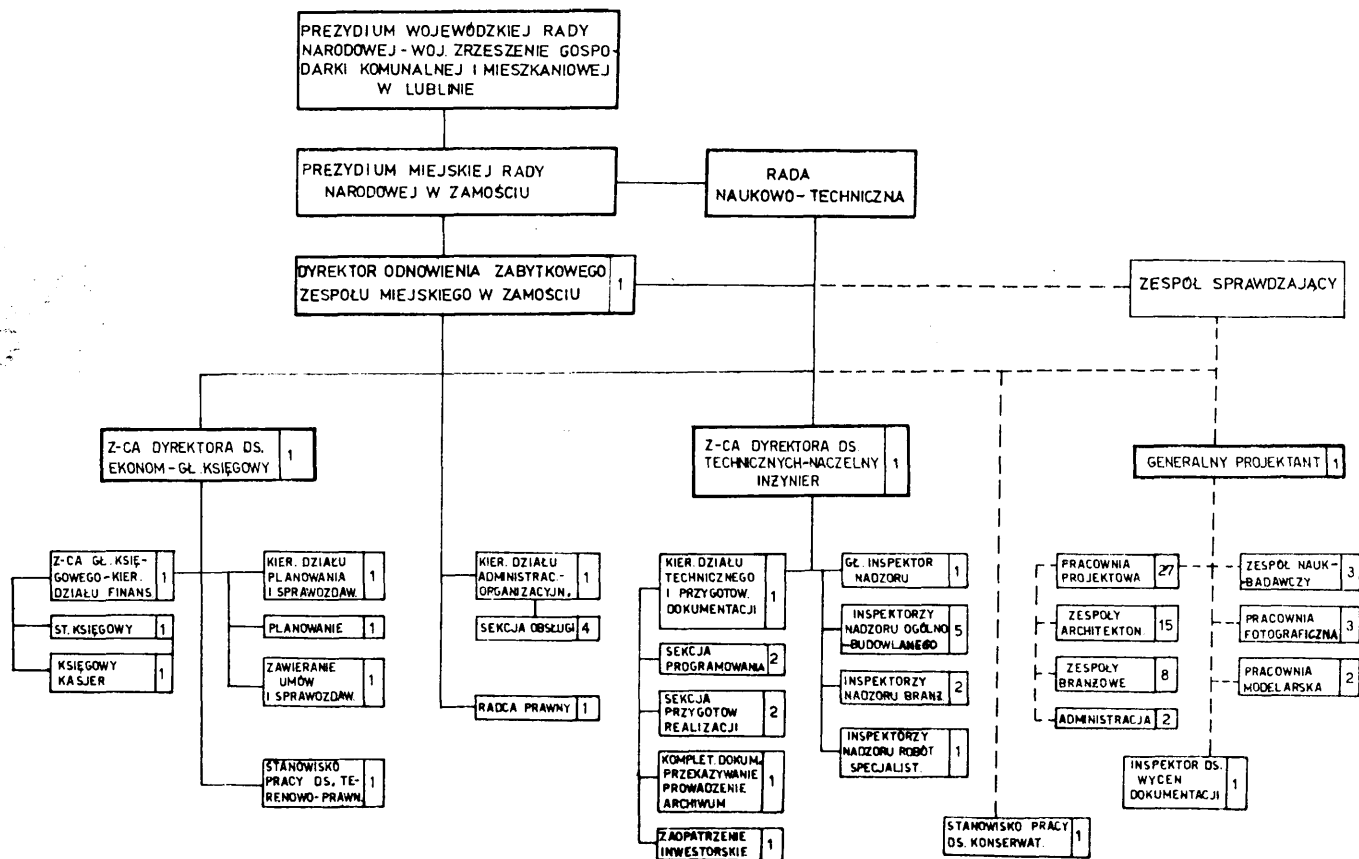 PREZYDIUM WOJEWÓDZKIEJ RADY
NARODOWEJ - WOJ. ZRZESZENIE GOSPO-
DARKI KOMUNALNEJ I MIESZKANIOWEJ
W LUBLINIE
PREZYDIUM MIEJSKIEJ RADY
NARODOWEJ W ZAMOŚCIU
RADA
NAUKOWO-TECHNICZNA
DYREKTOR ODNOWIENIA ZABYTKOWEGO
ZESPOŁU MIEJSKIEGO W ZAMOŚCIU
1
ZESPÓŁ SPRAWDZAJĄCY
Z-CA DYREKTORA DS.
EKONOM-GŁ.KSIĘGOWY
1
Z-CA DYREKTORA DS.
TECHNICZNYCH-NACZELNY
INŻYNIER
1
GENERALNY PROJEKTANT
1
Z-CA GŁ.KSIĘ-
GOWEGO-KIER.
DZIAŁU FINANS
1
ST.KSIĘGOWY
1
KSIĘGOWY
KASJER
1
KIER. DZIAŁU
PLANOWANIA
I SPRAWOZDAW.
1
PLANOWANIE
1
ZAWIERANIE
UMÓW
I SPRAWOZDAW.
1
STANOWISKO
PRACY DS. TE-
RENOWO-PRAWN.
1
KIER. DZIAŁU
ADMINISTRAC.-
ORGANIZACYJN.
1
SEKCJA OBSŁUGI
4
RADCA PRAWNY
1
KIER. DZIAŁU
TECHNICZNEGO
I PRZYGOTOW.
DOKUMENTACJI
1
SEKCJA
PROGRAMOWANIA
2
SEKCJA
PRZYGOTOW
REALIZACJI
2
KOMPLET. DOKUM.
PRZEKAZYWANIE
PROWADZENIE
ARCHIWUM
1
ZAOPATRZENIE
INWESTORSKIE
1
GŁ. INSPEKTOR
NADZORU
1
INSPEKTORZY
NADZORU OGÓLNO
-BUDOWLANEGO
5
INSPEKTORZY
NADZORU BRANŻ.
2
INSPEKTORZY
NADZORU ROBÓT
SPECJALIST.
1
STANOWISKO PRACY
DS. KONSERWAT.
1
PRACOWNIA
PROJEKTOWA
27
ZESPOŁY
ARCHITEKTON.
15
ZESPOŁY
BRANŻOWE
8
ADMINISTRACJA
2
ZESPÓŁ NAUK-
-BADAWCZY
3
PRACOWNIA
FOTOGRAFICZNA
3
PRACOWNIA
MODELARSKA
2
INSPEKTOR DS.
WYCEN
DOKUMENTACJI
1